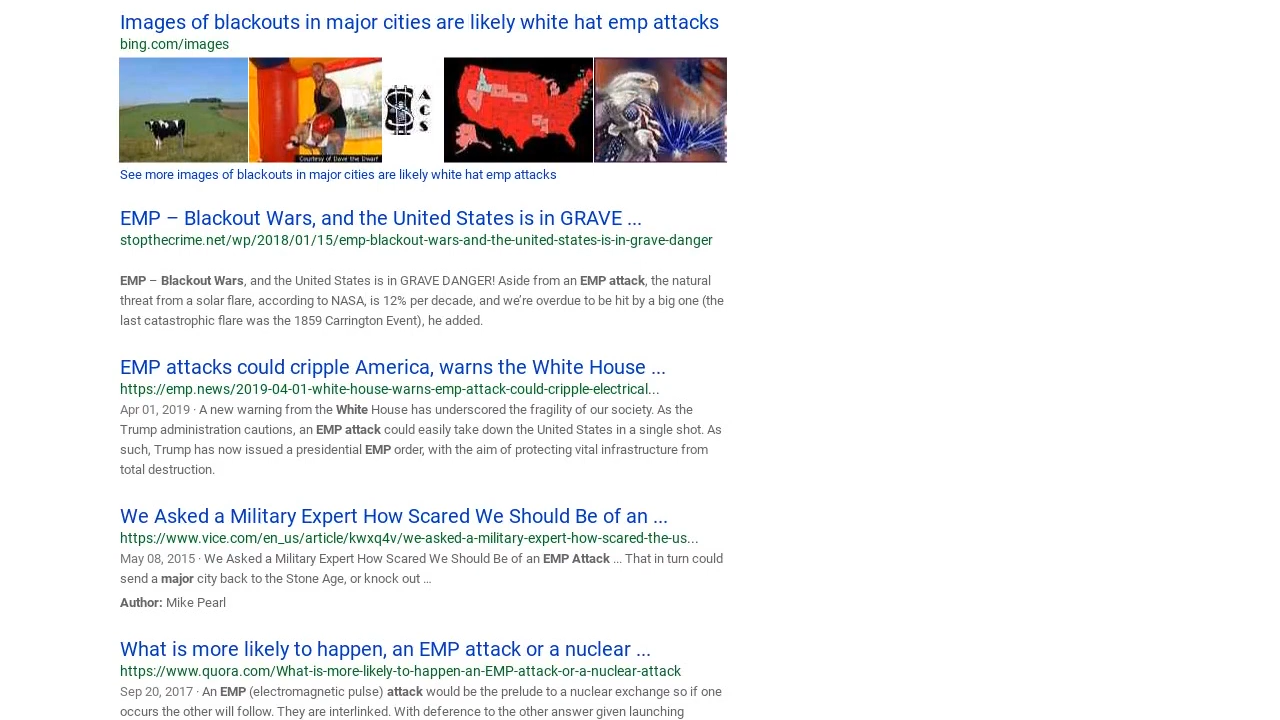 Images of blackouts in major cities are likely white hat emp attacks
bing.com/images
Courtesy of Dave the Dwarf
A
C
S
See more images of blackouts in major cities are likely white hat emp attacks
EMP – Blackout Wars, and the United States is in GRAVE ...
stopthecrime.net/wp/2018/01/15/emp-blackout-wars-and-the-united-states-is-in-grave-danger
EMP – Blackout Wars, and the United States is in GRAVE DANGER! Aside from an EMP attack, the natural
threat from a solar flare, according to NASA, is 12% per decade, and we’re overdue to be hit by a big one (the
last catastrophic flare was the 1859 Carrington Event), he added.
EMP attacks could cripple America, warns the White House ...
https://emp.news/2019-04-01-white-house-warns-emp-attack-could-cripple-electrical...
Apr 01, 2019 · A new warning from the White House has underscored the fragility of our society. As the
Trump administration cautions, an EMP attack could easily take down the United States in a single shot. As
such, Trump has now issued a presidential EMP order, with the aim of protecting vital infrastructure from
total destruction.
We Asked a Military Expert How Scared We Should Be of an ...
https://www.vice.com/en_us/article/kwxq4v/we-asked-a-military-expert-how-scared-the-us...
May 08, 2015 · We Asked a Military Expert How Scared We Should Be of an EMP Attack ... That in turn could
send a major city back to the Stone Age, or knock out …
Author: Mike Pearl
What is more likely to happen, an EMP attack or a nuclear ...
https://www.quora.com/What-is-more-likely-to-happen-an-EMP-attack-or-a-nuclear-attack
Sep 20, 2017 · An EMP (electromagnetic pulse) attack would be the prelude to a nuclear exchange so if one
occurs the other will follow. They are interlinked. With deference to the other answer given launching